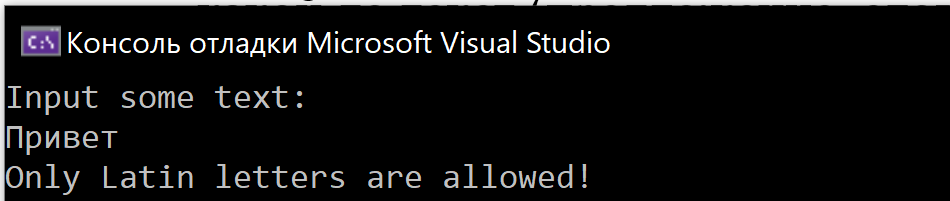 Консоль отладки Microsoft Visual Studio
Input some text:
Привет
Only Latin letters are allowed!